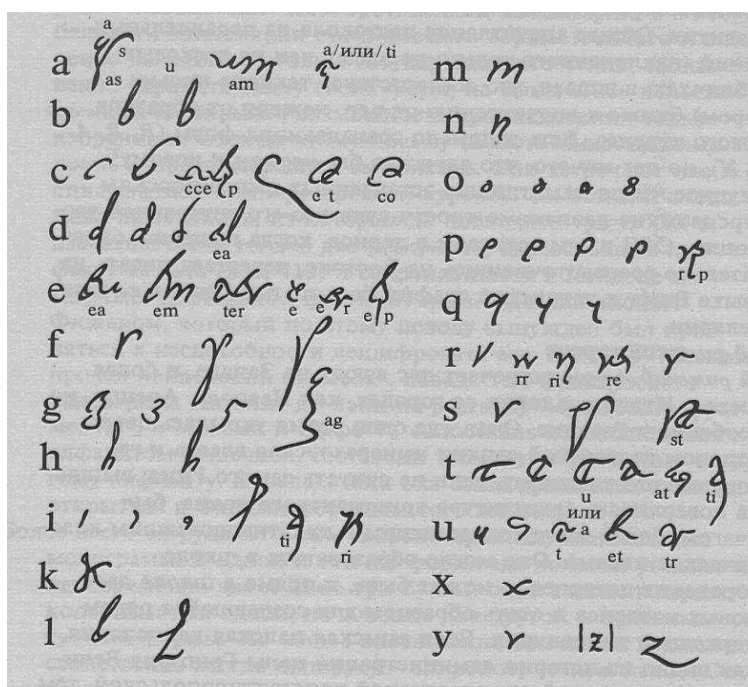 a a s as u am a/или/ti
b
c cce p et co
d ea
e ea em ter e e r e p
f
g ag
h
i ti ri
k
l
m
n
o
p r p
q
r rr ri re
s st
t u at ti
u t или a et tr
x
y |z|